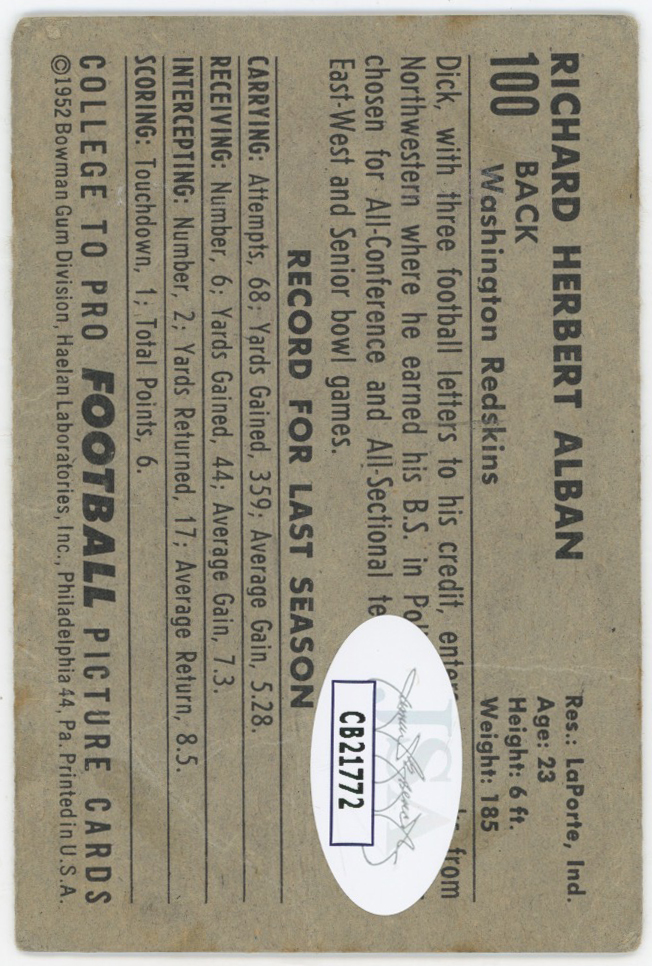 RICHARD HERBERT ALBAN
100 BACK
Washington Redskins
Res.: LaPorte, Ind.
Age: 23
Height: 6 ft.
Weight: 185
Dick, with three football letters to his credit, from
Northwestern where he earned his B.S. in
chosen for All-Conference and All-Sectional
East-West and Senior bowl games.
RECORD FOR LAST SEASON
CARRYING: Attempts, 68; Yards Gained, 359; Average Gain, 5.28.
RECEIVING: Number, 6; Yards Gained, 44; Average Gain, 7.3.
INTERCEPTING: Number, 2; Yards Returned, 17; Average Return, 8.5.
SCORING: Touchdown, 1; Total Points, 6.
COLLEGE TO PRO FOOTBALL PICTURE CARDS
©1952 Bowman Gum Division, Haelan Laboratories, Inc., Philadelphia 44, Pa. Printed in U.S.A.
JSA
CB21772